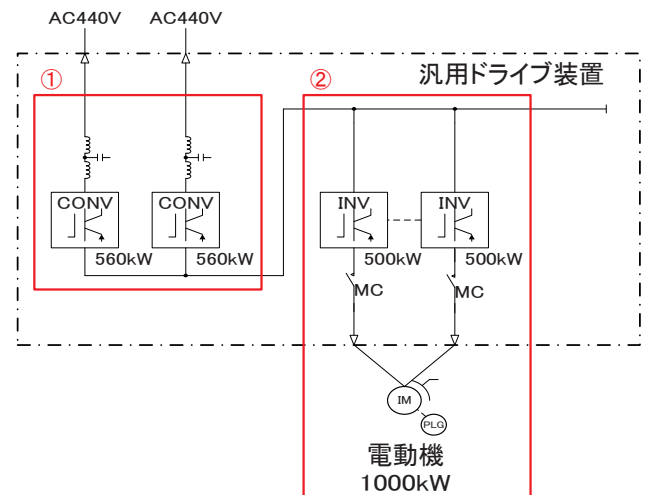 AC440V AC440V
① ② 汎用ドライブ装置
CONV CONV INV INV
560kW 560kW 500kW 500kW
MC MC
IM
PLG
電動機
1000kW